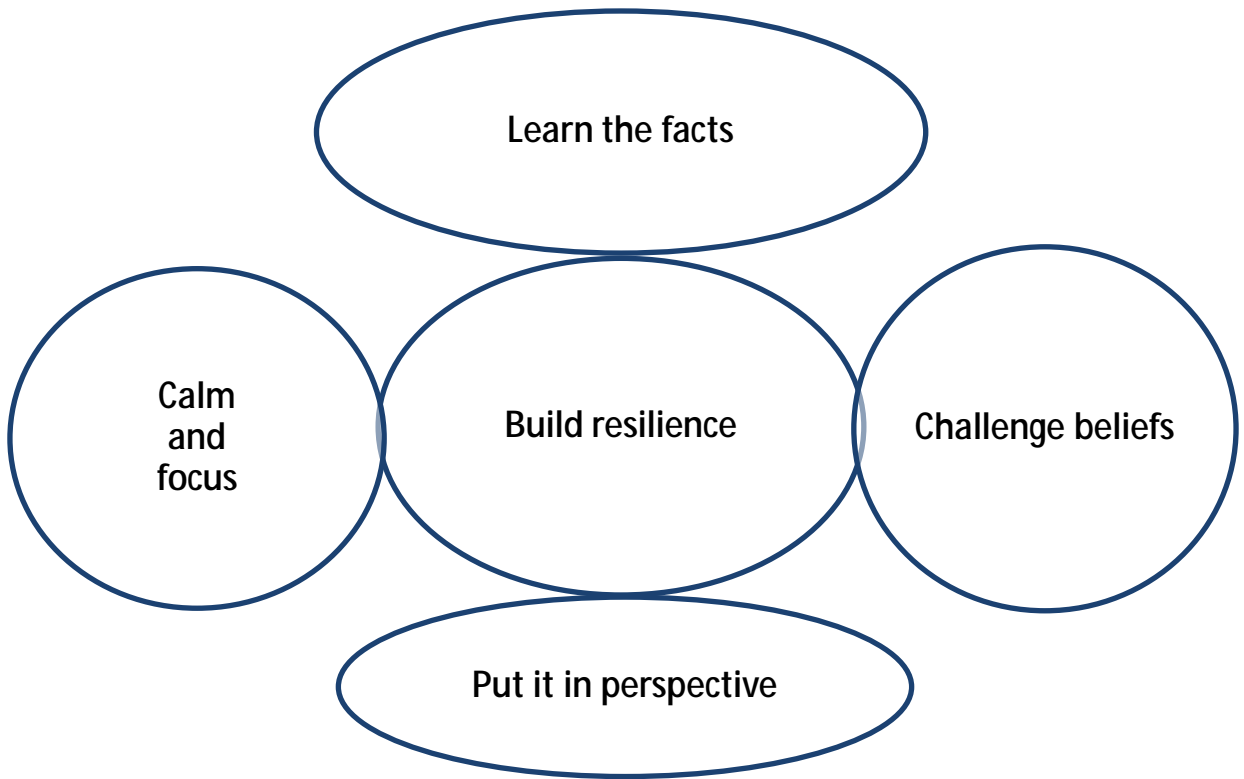 Learn the facts
Calm
and
focus
Build resilience
Challenge beliefs
Put it in perspective